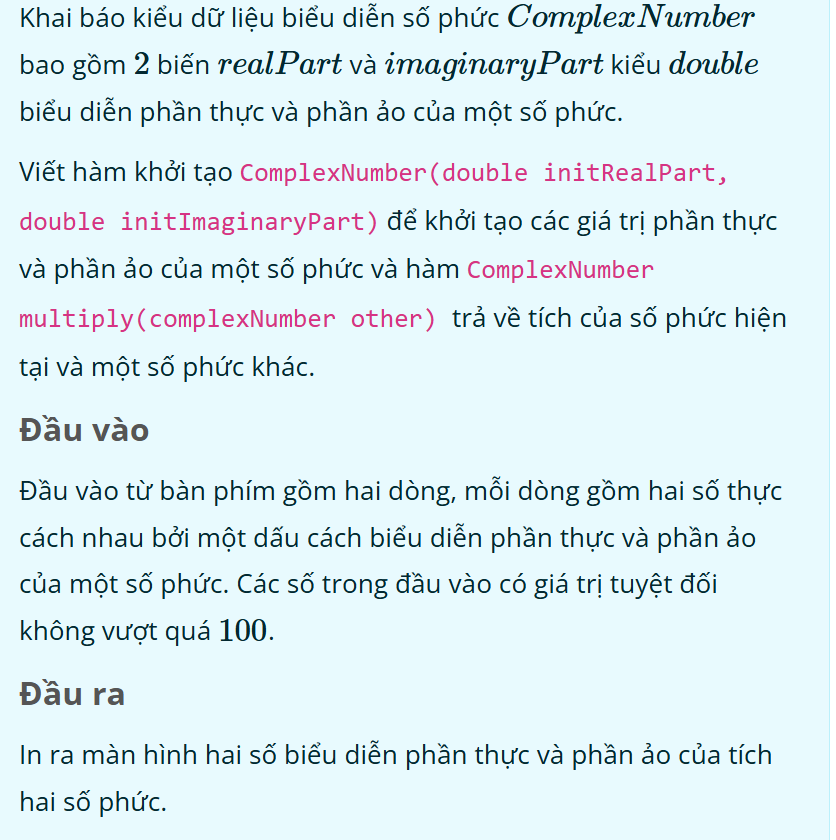 Khai báo kiểu dữ liệu biểu diễn số phức ComplexNumber
bao gồm 2 biến realPart và imaginaryPart kiểu double
biểu diễn phần thực và phần ảo của một số phức.
Viết hàm khởi tạo ComplexNumber(double initRealPart,
double initImaginaryPart) để khởi tạo các giá trị phần thực
và phần ảo của một số phức và hàm ComplexNumber
multiply(complexNumber other) trả về tích của số phức hiện
tại và một số phức khác.
Đầu vào
Đầu vào từ bàn phím gồm hai dòng, mỗi dòng gồm hai số thực
cách nhau bởi một dấu cách biểu diễn phần thực và phần ảo
của một số phức. Các số trong đầu vào có giá trị tuyệt đối
không vượt quá 100.
Đầu ra
In ra màn hình hai số biểu diễn phần thực và phần ảo của tích
hai số phức.